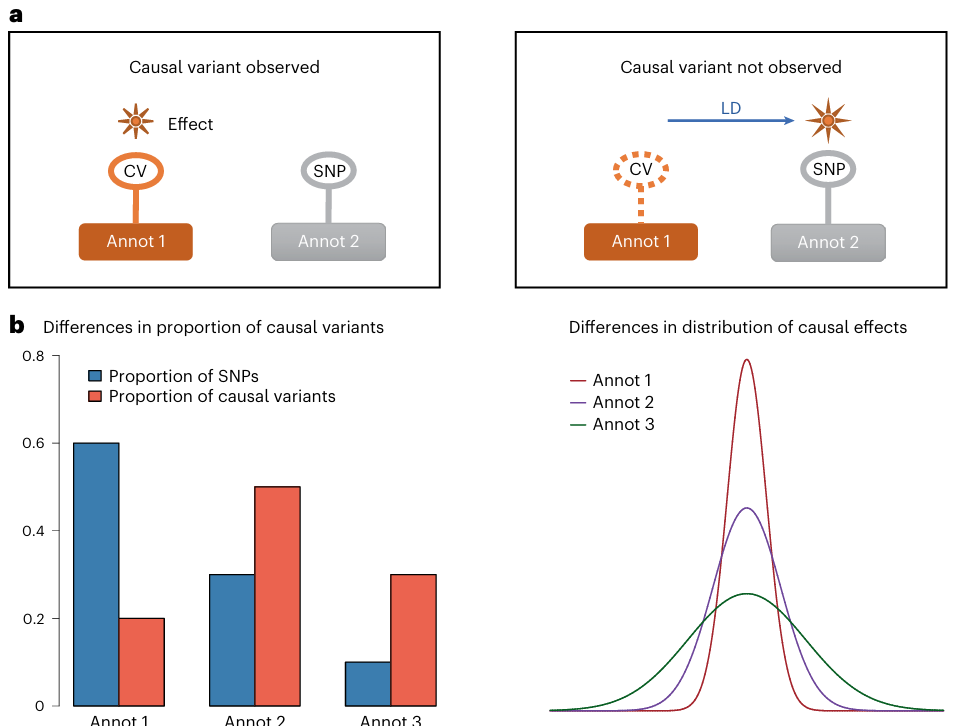 a
Causal variant observed
Effect
CV
SNP
Annot 1
Annot 2
Causal variant not observed
LD
CV
SNP
Annot 1
Annot 2
b
Differences in proportion of causal variants
0.8
0.6
0.4
0.2
0
Proportion of SNPs
Proportion of causal variants
Annot 1
Annot 2
Annot 3
Differences in distribution of causal effects
Annot 1
Annot 2
Annot 3